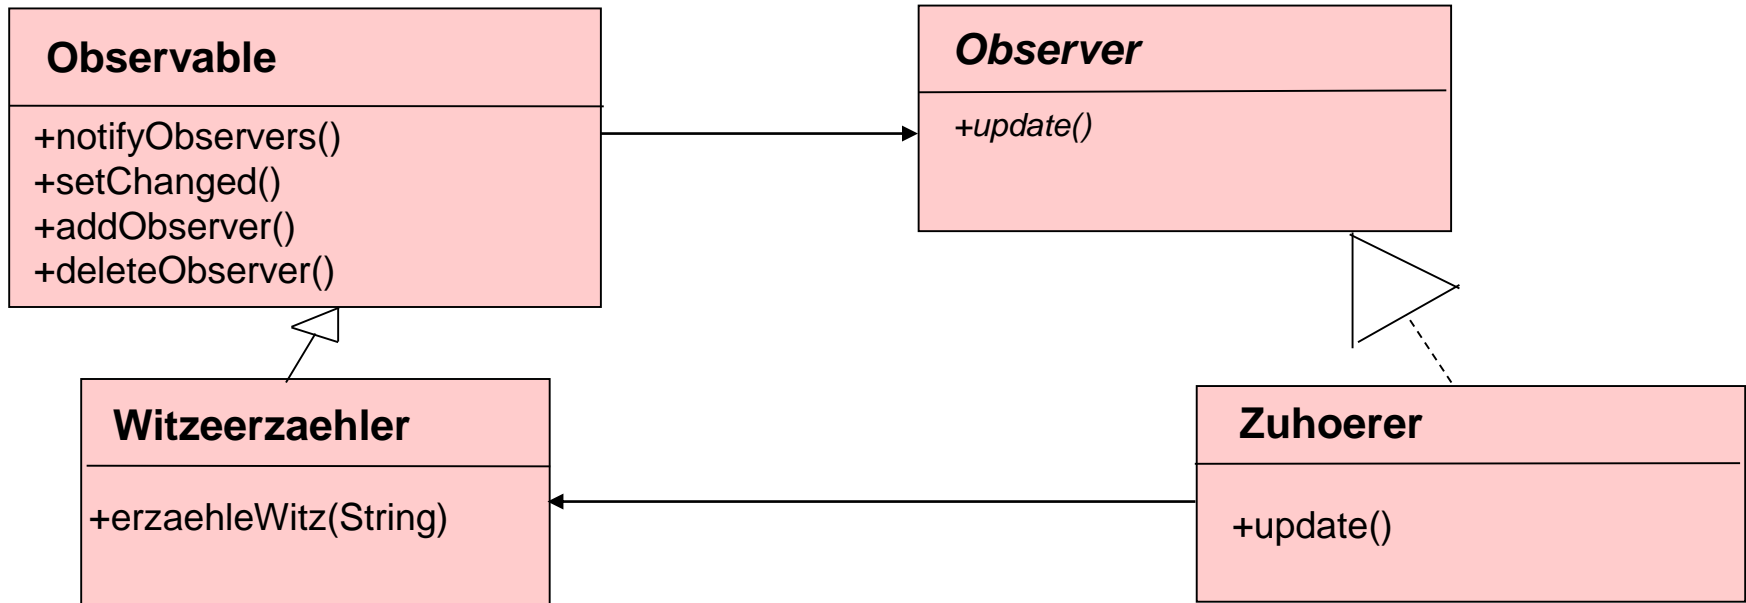 Observable
+notifyObservers()
+setChanged()
+addObserver()
+deleteObserver()
Observer
+update()
Witzeerzaehler
+erzaehleWitz(String)
Zuhoerer
+update()